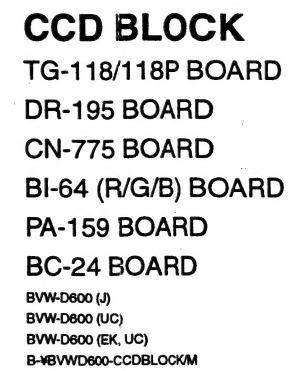 CCD BLOCK
TG-118/118P BOARD
DR-195 BOARD
CN-775 BOARD
BI-64 (R/G/B) BOARD
PA-159 BOARD
BC-24 BOARD
BVW-D600 (J)
BVW-D600 (UC)
BVW-D600 (EK, UC)
B-¥BVWD600-CCDBLOCK/M